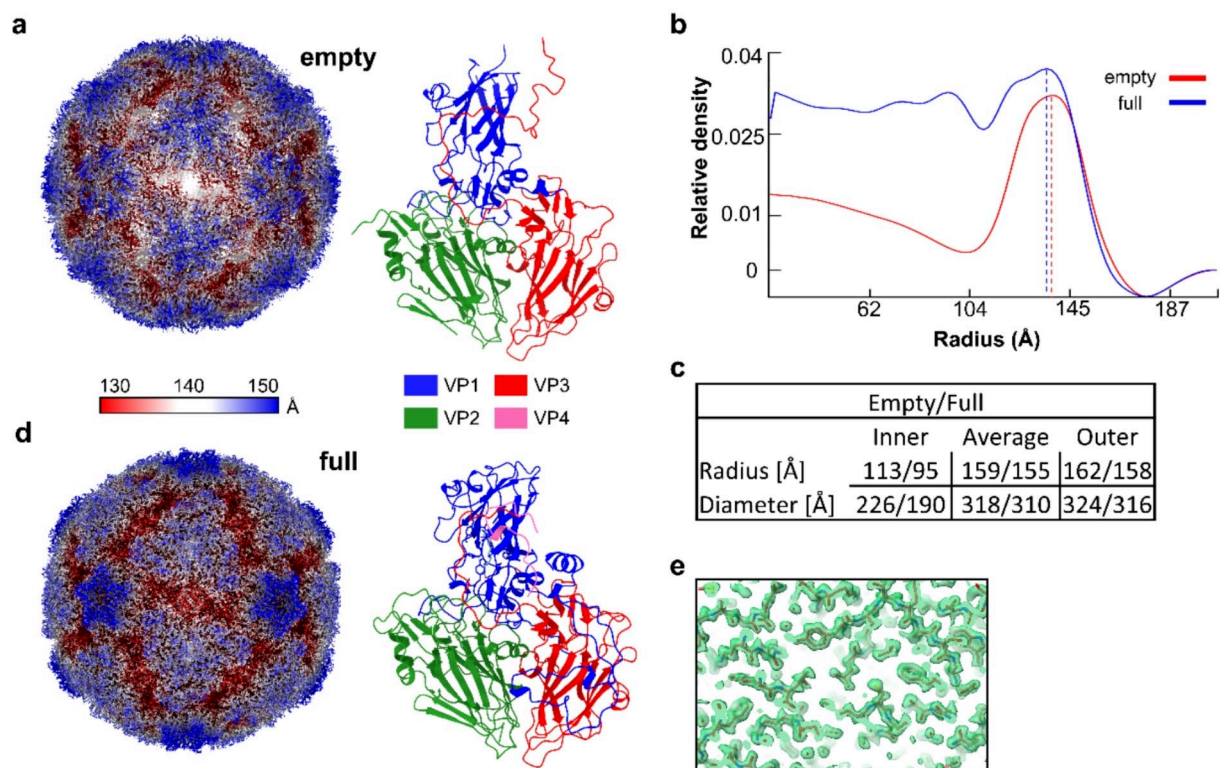 a
empty
130 140 150
Å
VP1 VP3
VP2 VP4
b
0.04
0.025
0.01
0
Relative density
empty
full
62 104 145 187
Radius (Å)
c
Empty/Full
Inner Average Outer
Radius [Å] 113/95 159/155 162/158
Diameter [Å] 226/190 318/310 324/316
d
full
e